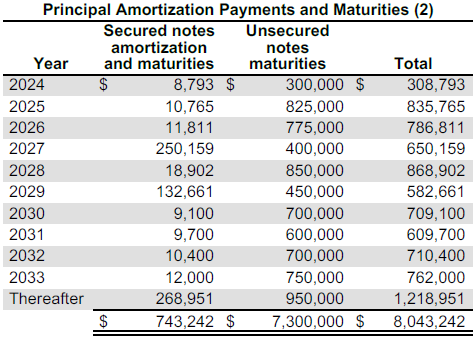 Principal Amortization Payments and Maturities (2)
Secured notes Unsecured
amortization notes
Year and maturities maturities Total
2024 $ 8,793 $ 300,000 $ 308,793
2025 10,765 825,000 835,765
2026 11,811 775,000 786,811
2027 250,159 400,000 650,159
2028 18,902 850,000 868,902
2029 132,661 450,000 582,661
2030 9,100 700,000 709,100
2031 9,700 600,000 609,700
2032 10,400 700,000 710,400
2033 12,000 750,000 762,000
Thereafter 268,951 950,000 1,218,951
$ 743,242 $ 7,300,000 $ 8,043,242